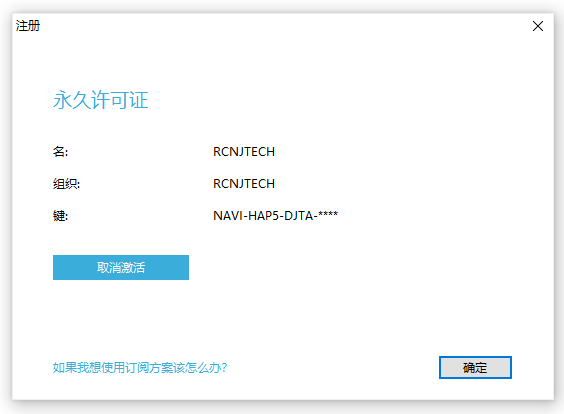 注册
永久许可证
名: RCNJTECH
组织: RCNJTECH
键: NAVI-HAP5-DJTA-****
取消激活
如果我想使用订阅方案该怎么办?
确定